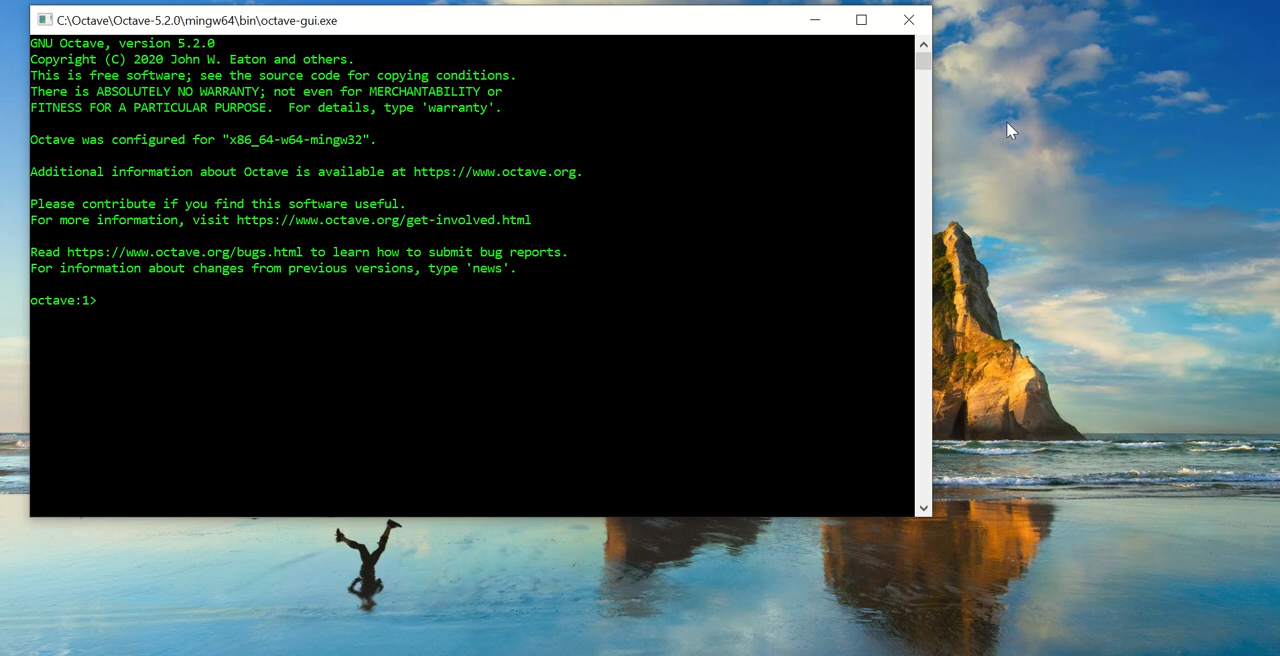 C:\Octave\Octave-5.2.0\mingw64\bin\octave-gui.exe
GNU Octave, version 5.2.0
Copyright (C) 2020 John W. Eaton and others.
This is free software; see the source code for copying conditions.
There is ABSOLUTELY NO WARRANTY; not even for MERCHANTABILITY or
FITNESS FOR A PARTICULAR PURPOSE.  For details, type 'warranty'.
Octave was configured for "x86_64-w64-mingw32".
Additional information about Octave is available at https://www.octave.org.
Please contribute if you find this software useful.
For more information, visit https://www.octave.org/get-involved.html
Read https://www.octave.org/bugs.html to learn how to submit bug reports.
For information about changes from previous versions, type 'news'.
octave:1>